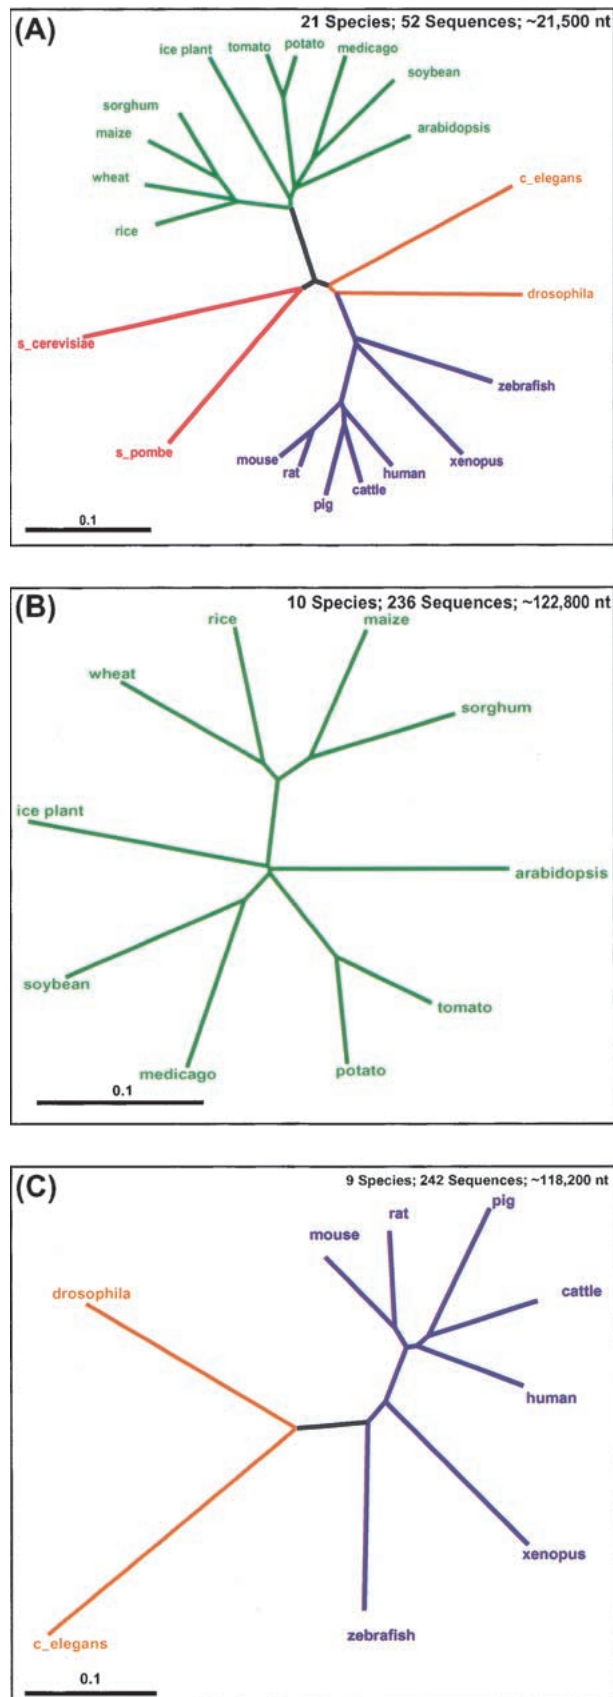 (A)
21 Species; 52 Sequences; ~21,500 nt
ice plant
tomato
potato
medicago
soybean
sorghum
arabidopsis
maize
wheat
c_elegans
rice
drosophila
s_cerevisiae
zebrafish
s_pombe
mouse
rat
pig
cattle
human
xenopus
0.1
(B)
10 Species; 236 Sequences; ~122,800 nt
rice
maize
wheat
sorghum
ice plant
arabidopsis
soybean
tomato
medicago
potato
0.1
(C)
9 Species; 242 Sequences; ~118,200 nt
pig
rat
mouse
drosophila
cattle
human
xenopus
c_elegans
zebrafish
0.1